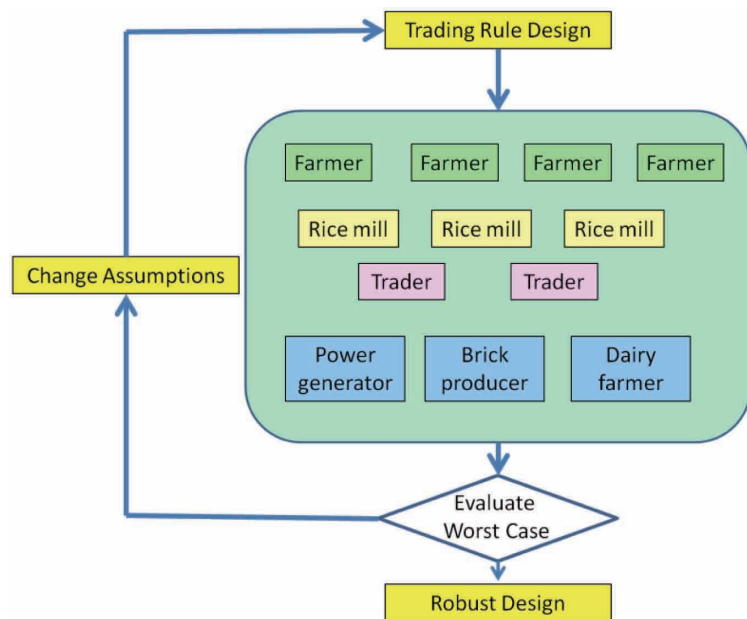 Trading Rule Design
Farmer Farmer Farmer Farmer
Rice mill Rice mill Rice mill
Change Assumptions
Trader Trader
Power generator
Brick producer
Dairy farmer
Evaluate
Worst Case
Robust Design